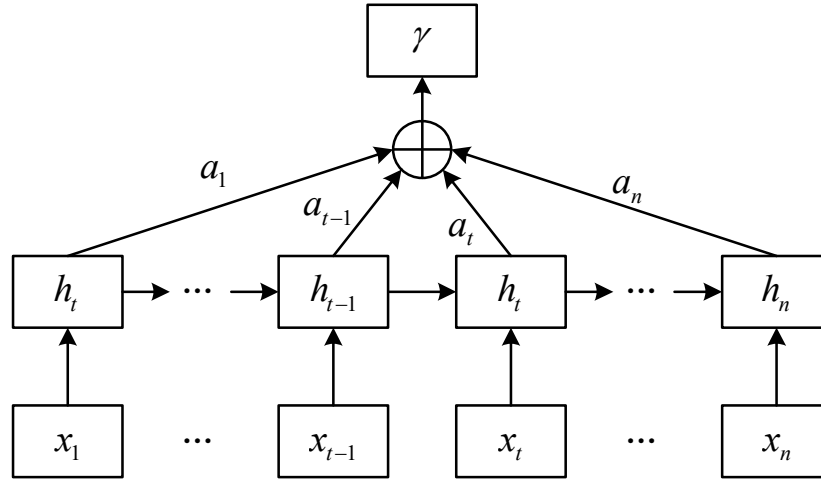 γ
a₁ aₜ₋₁ aₜ aₙ
hₜ ··· hₜ₋₁ hₜ ··· hₙ
x₁ ··· xₜ₋₁ xₜ ··· xₙ